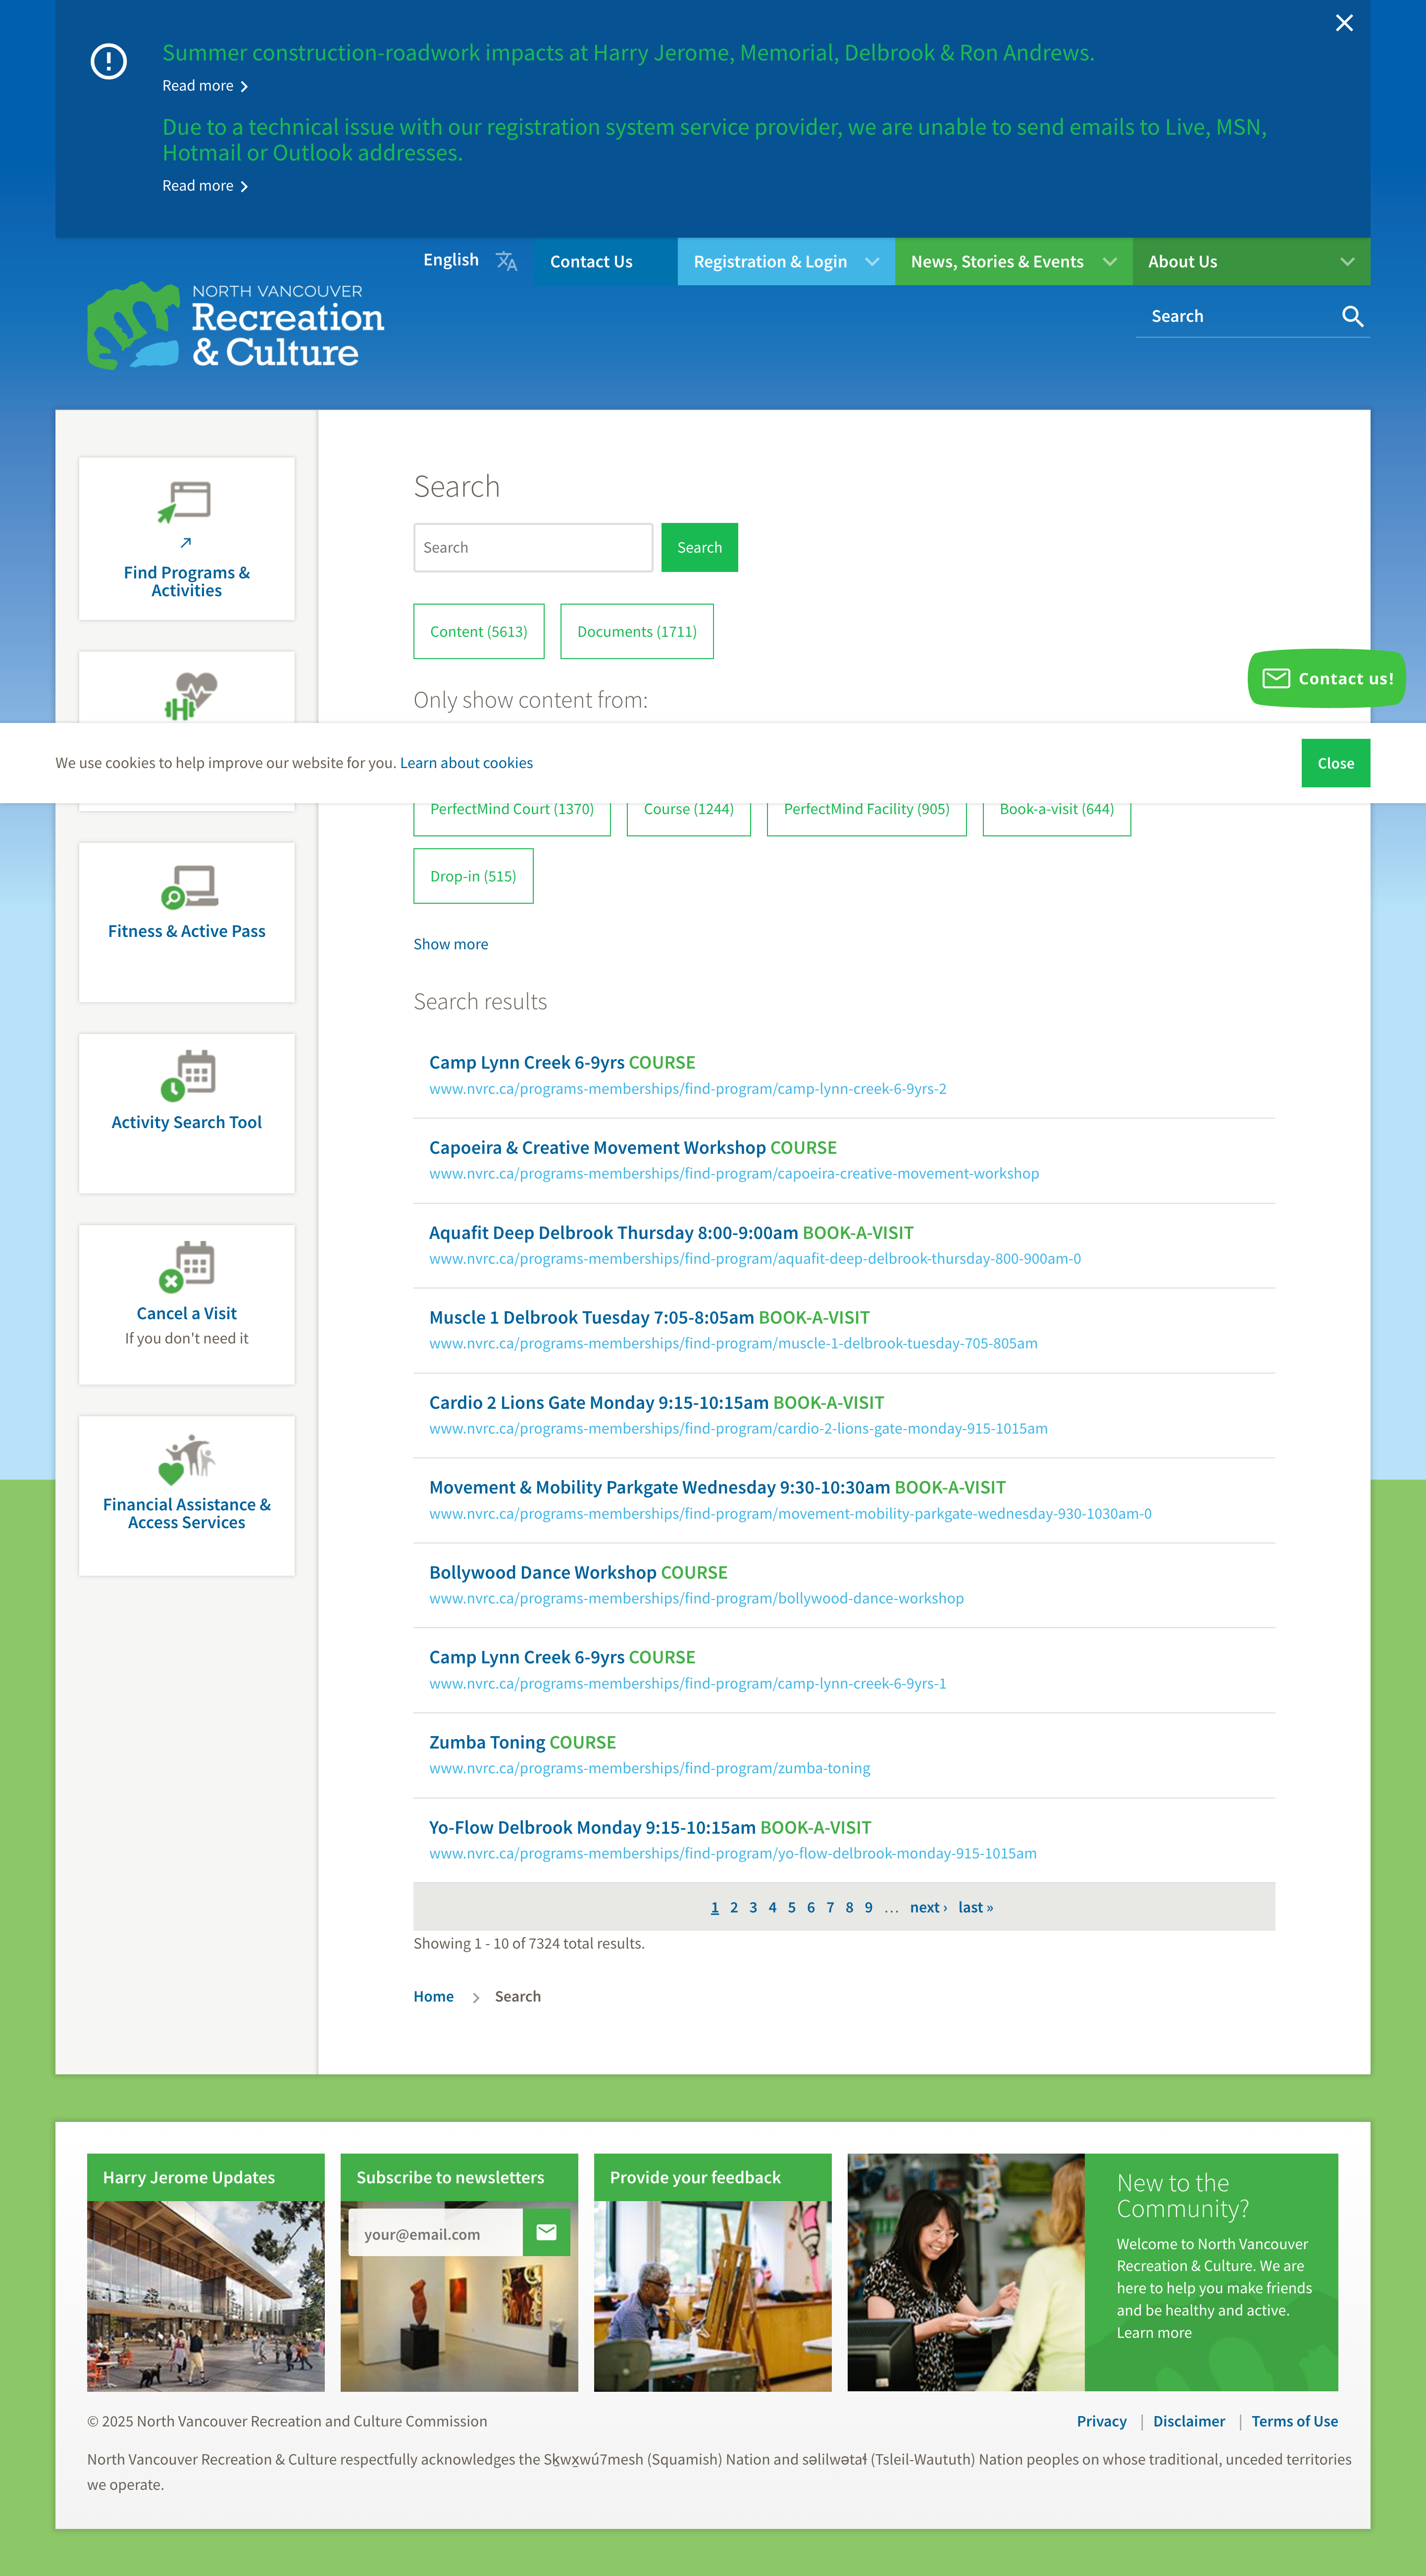 Summer construction-roadwork impacts at Harry Jerome, Memorial, Delbrook & Ron Andrews.
Read more
Due to a technical issue with our registration system service provider, we are unable to send emails to Live, MSN,
Hotmail or Outlook addresses.
Read more
English
Contact Us
Registration & Login
News, Stories & Events
About Us
NORTH VANCOUVER
Recreation
& Culture
Search
Find Programs &
Activities
Fitness & Active Pass
Activity Search Tool
Cancel a Visit
If you don't need it
Financial Assistance &
Access Services
Search
Search
Search
Content (5613)
Documents (1711)
Contact us!
Only show content from:
We use cookies to help improve our website for you. Learn about cookies
Close
PerfectMind Court (1370)
Course (1244)
PerfectMind Facility (905)
Book-a-visit (644)
Drop-in (515)
Show more
Search results
Camp Lynn Creek 6-9yrs COURSE
www.nvrc.ca/programs-memberships/find-program/camp-lynn-creek-6-9yrs-2
Capoeira & Creative Movement Workshop COURSE
www.nvrc.ca/programs-memberships/find-program/capoeira-creative-movement-workshop
Aquafit Deep Delbrook Thursday 8:00-9:00am BOOK-A-VISIT
www.nvrc.ca/programs-memberships/find-program/aquafit-deep-delbrook-thursday-800-900am-0
Muscle 1 Delbrook Tuesday 7:05-8:05am BOOK-A-VISIT
www.nvrc.ca/programs-memberships/find-program/muscle-1-delbrook-tuesday-705-805am
Cardio 2 Lions Gate Monday 9:15-10:15am BOOK-A-VISIT
www.nvrc.ca/programs-memberships/find-program/cardio-2-lions-gate-monday-915-1015am
Movement & Mobility Parkgate Wednesday 9:30-10:30am BOOK-A-VISIT
www.nvrc.ca/programs-memberships/find-program/movement-mobility-parkgate-wednesday-930-1030am-0
Bollywood Dance Workshop COURSE
www.nvrc.ca/programs-memberships/find-program/bollywood-dance-workshop
Camp Lynn Creek 6-9yrs COURSE
www.nvrc.ca/programs-memberships/find-program/camp-lynn-creek-6-9yrs-1
Zumba Toning COURSE
www.nvrc.ca/programs-memberships/find-program/zumba-toning
Yo-Flow Delbrook Monday 9:15-10:15am BOOK-A-VISIT
www.nvrc.ca/programs-memberships/find-program/yo-flow-delbrook-monday-915-1015am
1 2 3 4 5 6 7 8 9 … next › last »
Showing 1 - 10 of 7324 total results.
Home
Search
Harry Jerome Updates
Subscribe to newsletters
your@email.com
Provide your feedback
New to the
Community?
Welcome to North Vancouver
Recreation & Culture. We are
here to help you make friends
and be healthy and active.
Learn more
© 2025 North Vancouver Recreation and Culture Commission
Privacy | Disclaimer | Terms of Use
North Vancouver Recreation & Culture respectfully acknowledges the Sḵwx̱wú7mesh (Squamish) Nation and səlilwətaɬ (Tsleil-Waututh) Nation peoples on whose traditional, unceded territories
we operate.